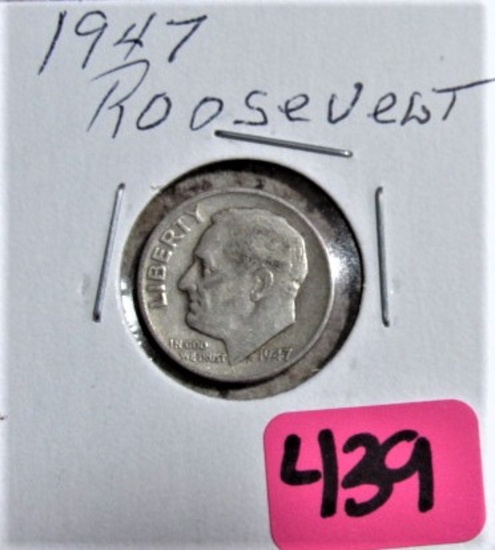 1947
Roosevelt
LIBERTY
IN GOD
WE TRUST
1947
439